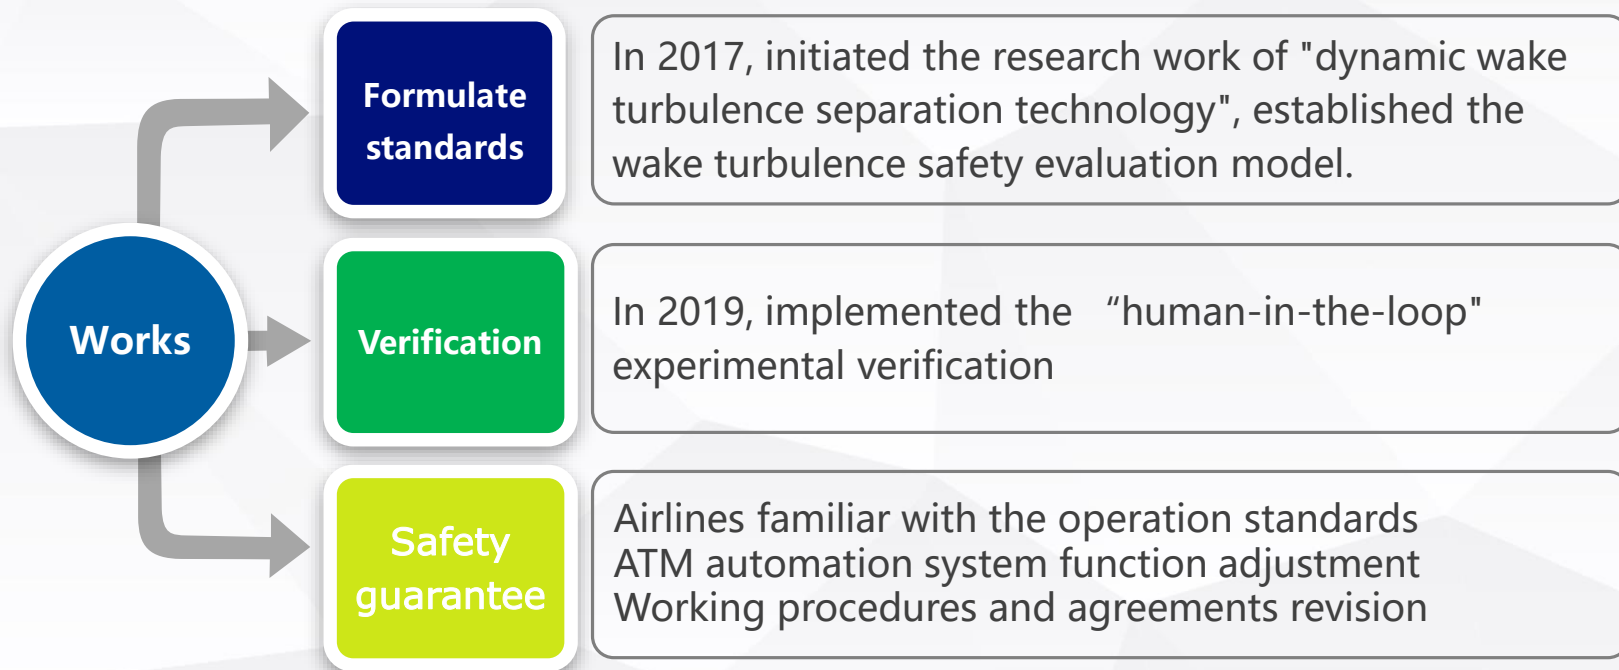 Formulate
standards
In 2017, initiated the research work of "dynamic wake
turbulence separation technology", established the
wake turbulence safety evaluation model.
Works
Verification
In 2019, implemented the “human-in-the-loop"
experimental verification
Safety
guarantee
Airlines familiar with the operation standards
ATM automation system function adjustment
Working procedures and agreements revision